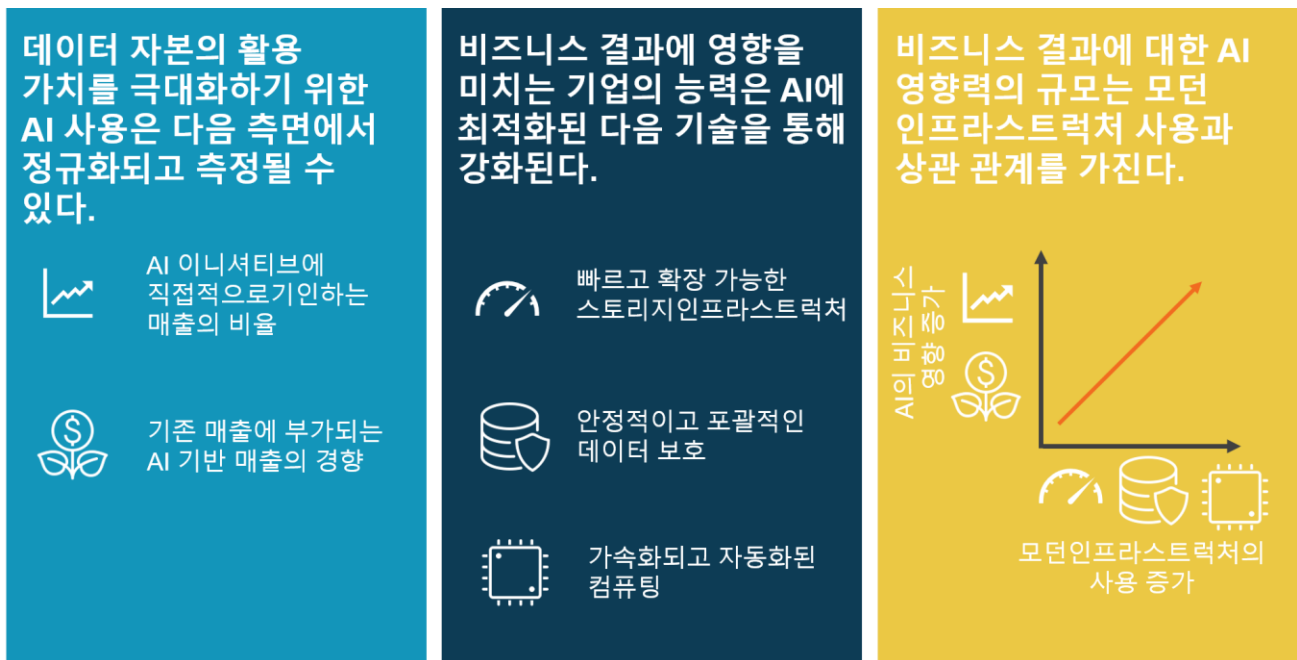 데이터 자본의 활용
가치를 극대화하기 위한
AI 사용은 다음 측면에서
정규화되고 측정될 수
있다.
AI 이니셔티브에
직접적으로기인하는
매출의 비율
기존 매출에 부가되는
AI 기반 매출의 경향
비즈니스 결과에 영향을
미치는 기업의 능력은 AI에
최적화된 다음 기술을 통해
강화된다.
빠르고 확장 가능한
스토리지인프라스트럭처
안정적이고 포괄적인
데이터 보호
가속화되고 자동화된
컴퓨팅
비즈니스 결과에 대한 AI
영향력의 규모는 모던
인프라스트럭처 사용과
상관 관계를 가진다.
AI의 비즈니스
영향 증가
모던인프라스트럭처의
사용 증가